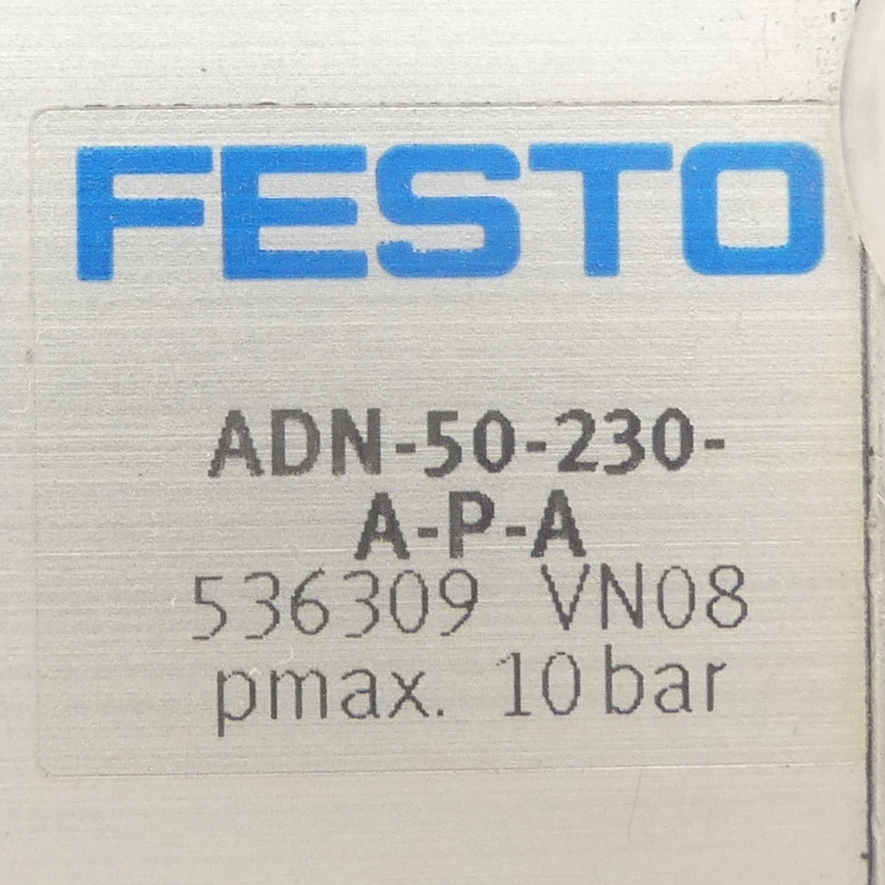 FESTO
ADN-50-230-
A-P-A
536309 VN08
pmax. 10 bar